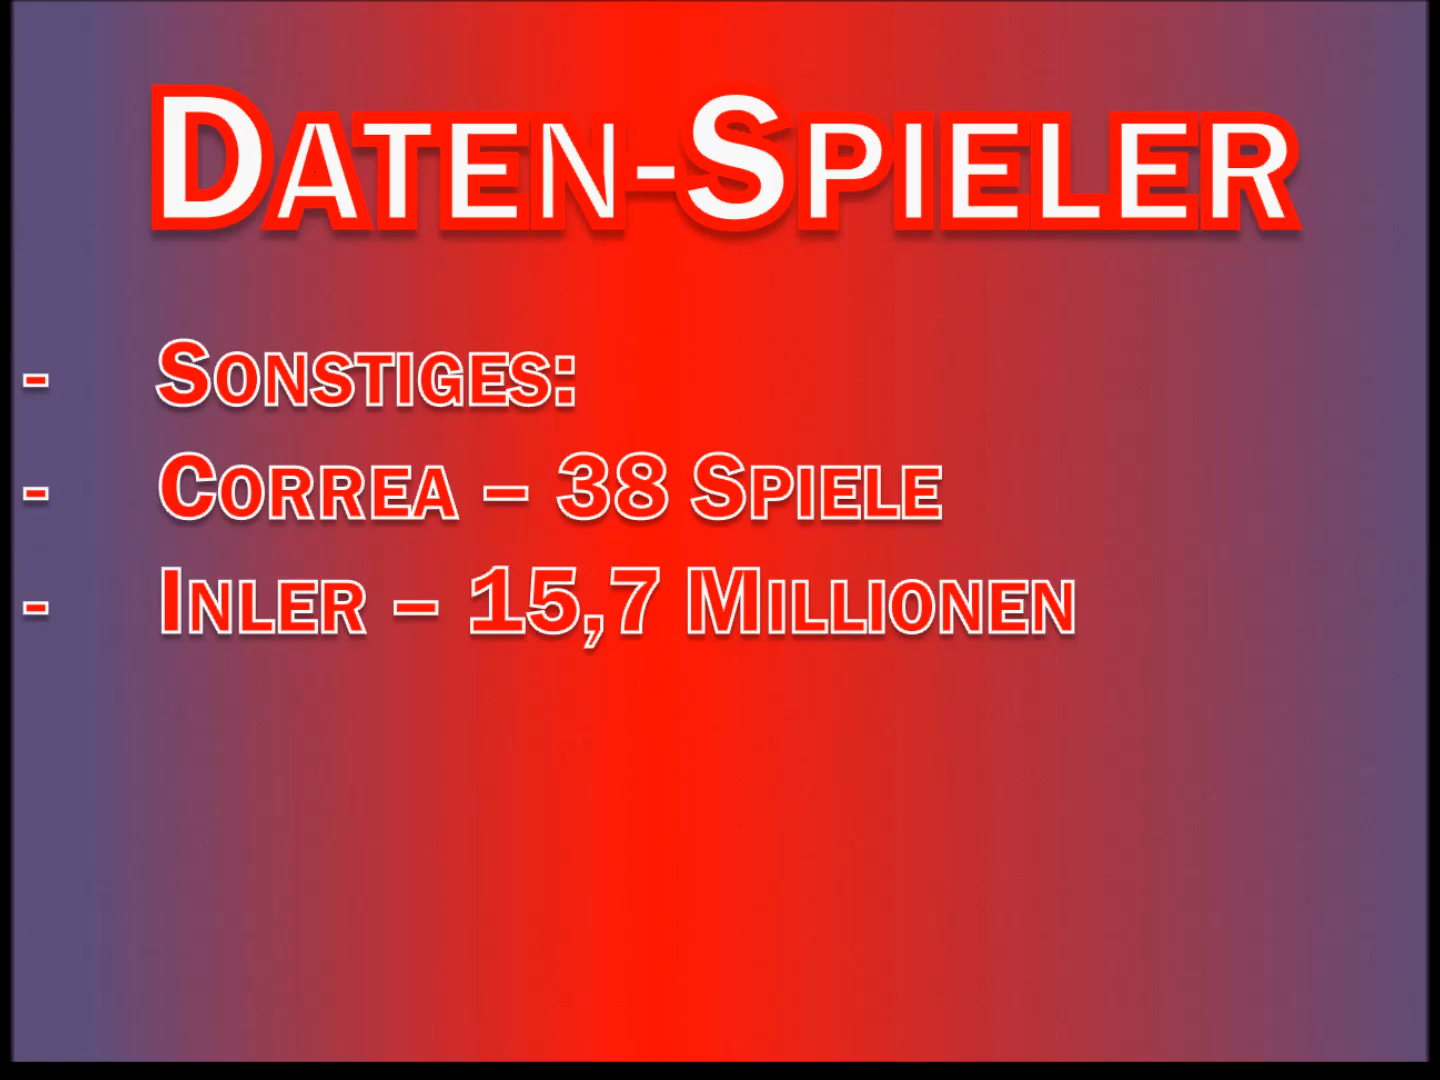 Daten-Spieler
- Sonstiges:
- Correa – 38 Spiele
- Inler – 15,7 Millionen